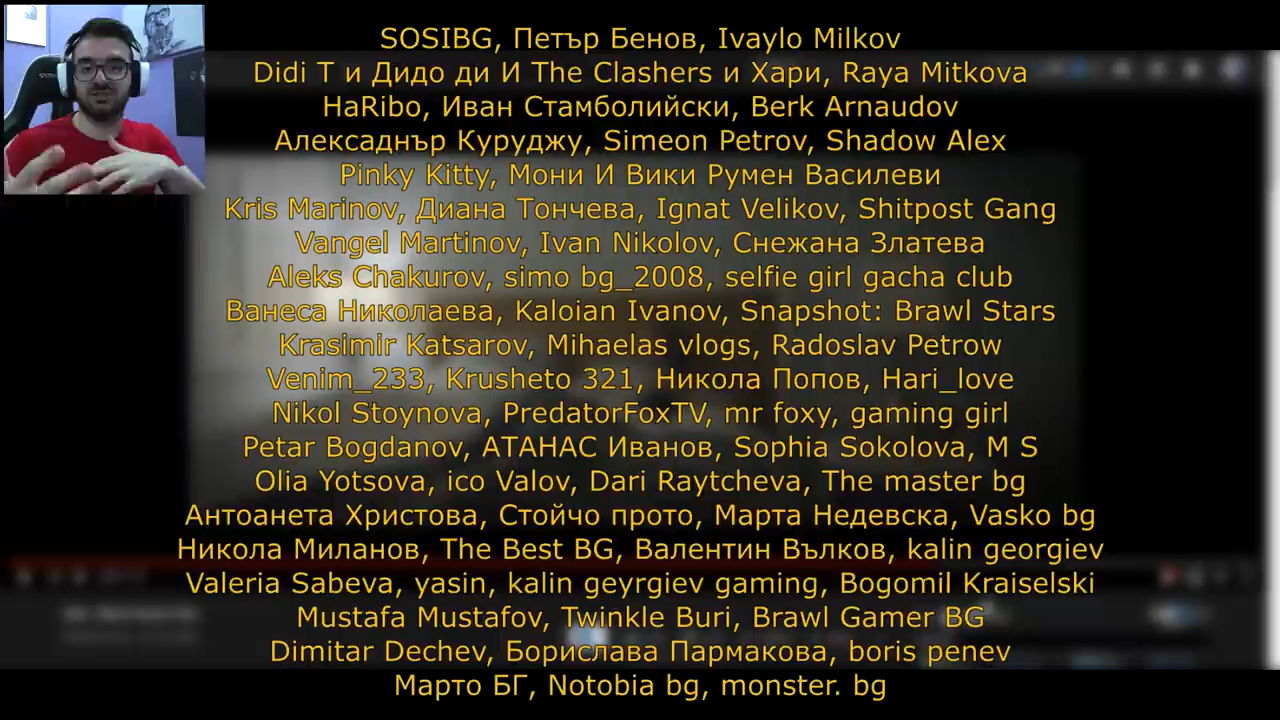 SOSIBG, Петър Бенов, Ivaylo Milkov
Didi T и Дидо ди И The Clashers и Хари, Raya Mitkova
HaRibo, Иван Стамболийски, Berk Arnaudov
Алексаднър Куруджу, Simeon Petrov, Shadow Alex
Pinky Kitty, Мони И Вики Румен Василеви
Kris Marinov, Диана Тончева, Ignat Velikov, Shitpost Gang
Vangel Martinov, Ivan Nikolov, Снежана Златева
Aleks Chakurov, simo bg_2008, selfie girl gacha club
Ванеса Николаева, Kaloian Ivanov, Snapshot: Brawl Stars
Krasimir Katsarov, Mihaelas vlogs, Radoslav Petrow
Venim_233, Krusheto 321, Никола Попов, Hari_love
Nikol Stoynova, PredatorFoxTV, mr foxy, gaming girl
Petar Bogdanov, АТАНАС Иванов, Sophia Sokolova, M S
Olia Yotsova, ico Valov, Dari Raytcheva, The master bg
Антоанета Христова, Стойчо прото, Марта Недевска, Vasko bg
Никола Миланов, The Best BG, Валентин Вълков, kalin georgiev
Valeria Sabeva, yasin, kalin geyrgiev gaming, Bogomil Kraiselski
Mustafa Mustafov, Twinkle Buri, Brawl Gamer BG
Dimitar Dechev, Борислава Пармакова, boris penev
Марто БГ, Notobia bg, monster. bg